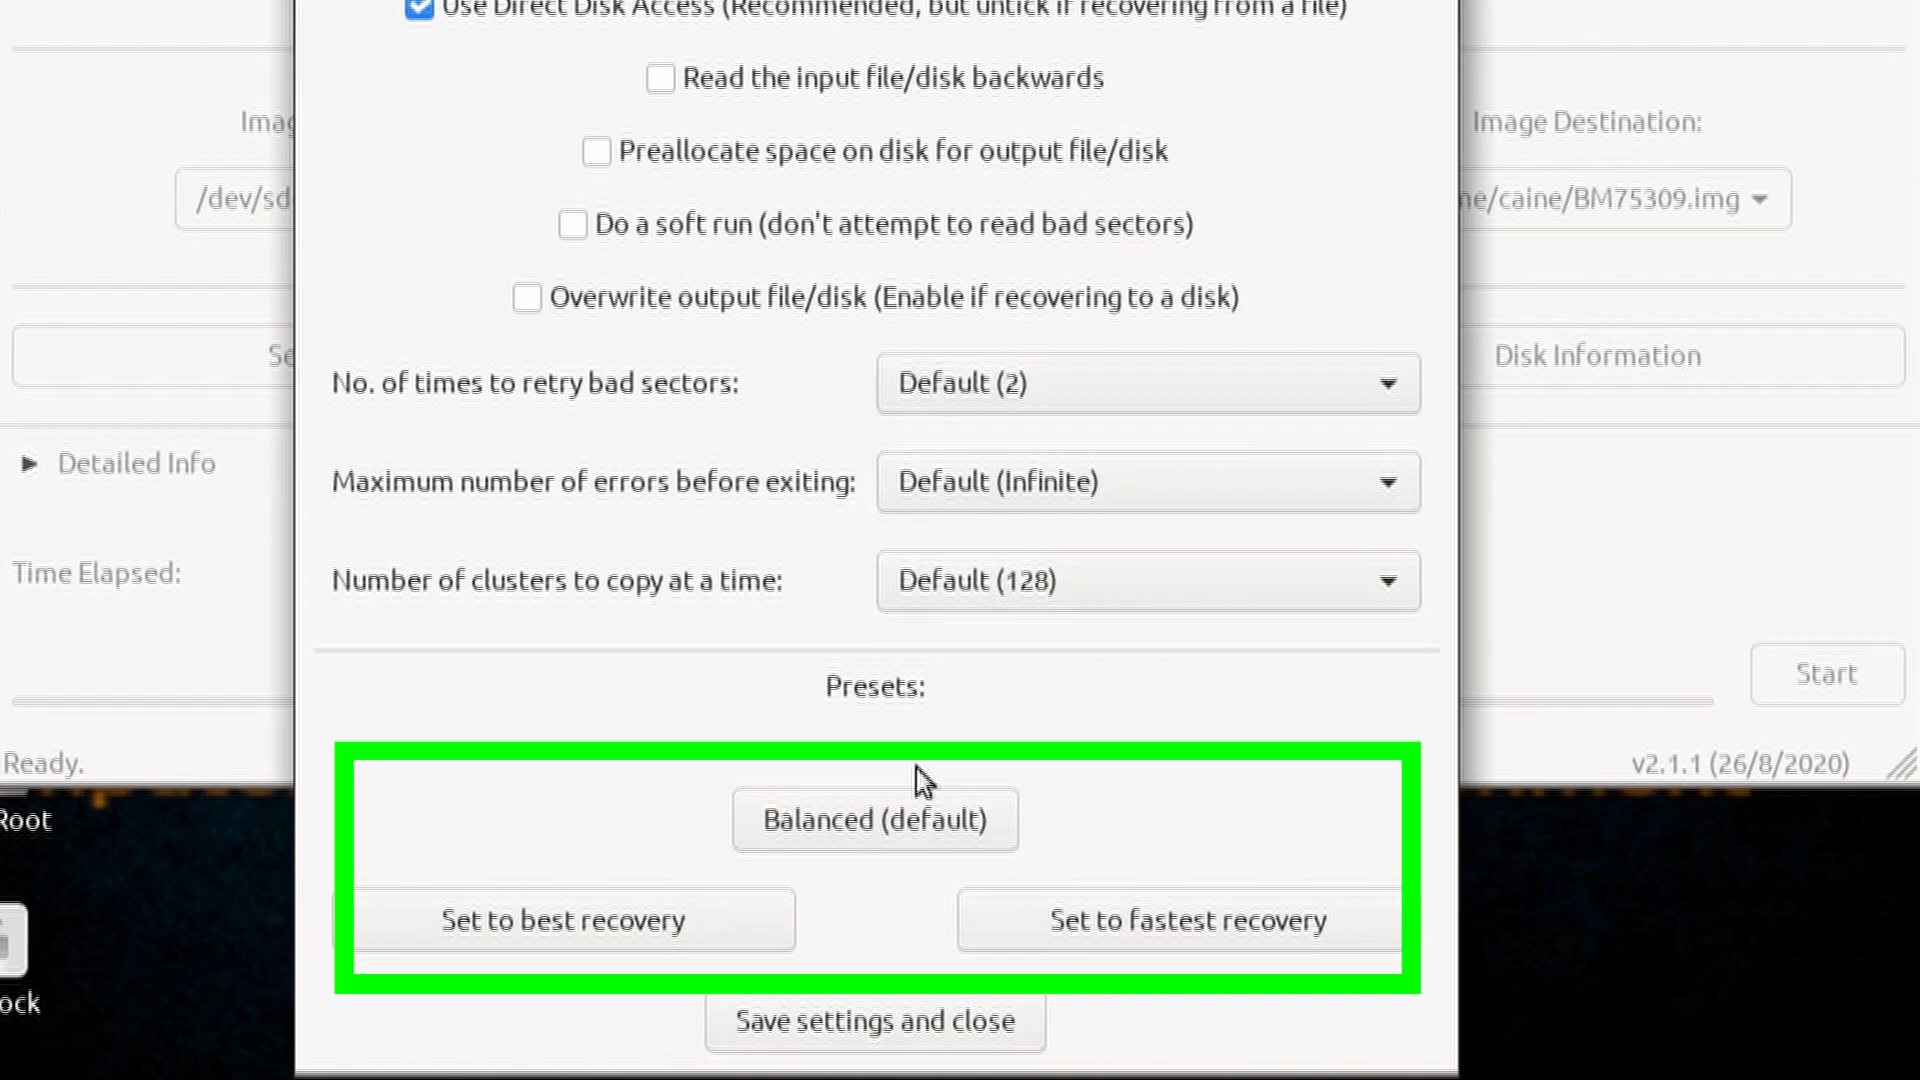 Use Direct Disk Access (Recommended, but untick if recovering from a file)
Read the input file/disk backwards
Imag
Image Destination:
Preallocate space on disk for output file/disk
/dev/sd
ne/caine/BM75309.img
Do a soft run (don't attempt to read bad sectors)
Overwrite output file/disk (Enable if recovering to a disk)
Se
Disk Information
No. of times to retry bad sectors:
Default (2)
Detailed Info
Maximum number of errors before exiting:
Default (Infinite)
Time Elapsed:
Number of clusters to copy at a time:
Default (128)
Start
Presets:
Ready.
v2.1.1 (26/8/2020)
Root
Balanced (default)
Set to best recovery
Set to fastest recovery
ock
Save settings and close